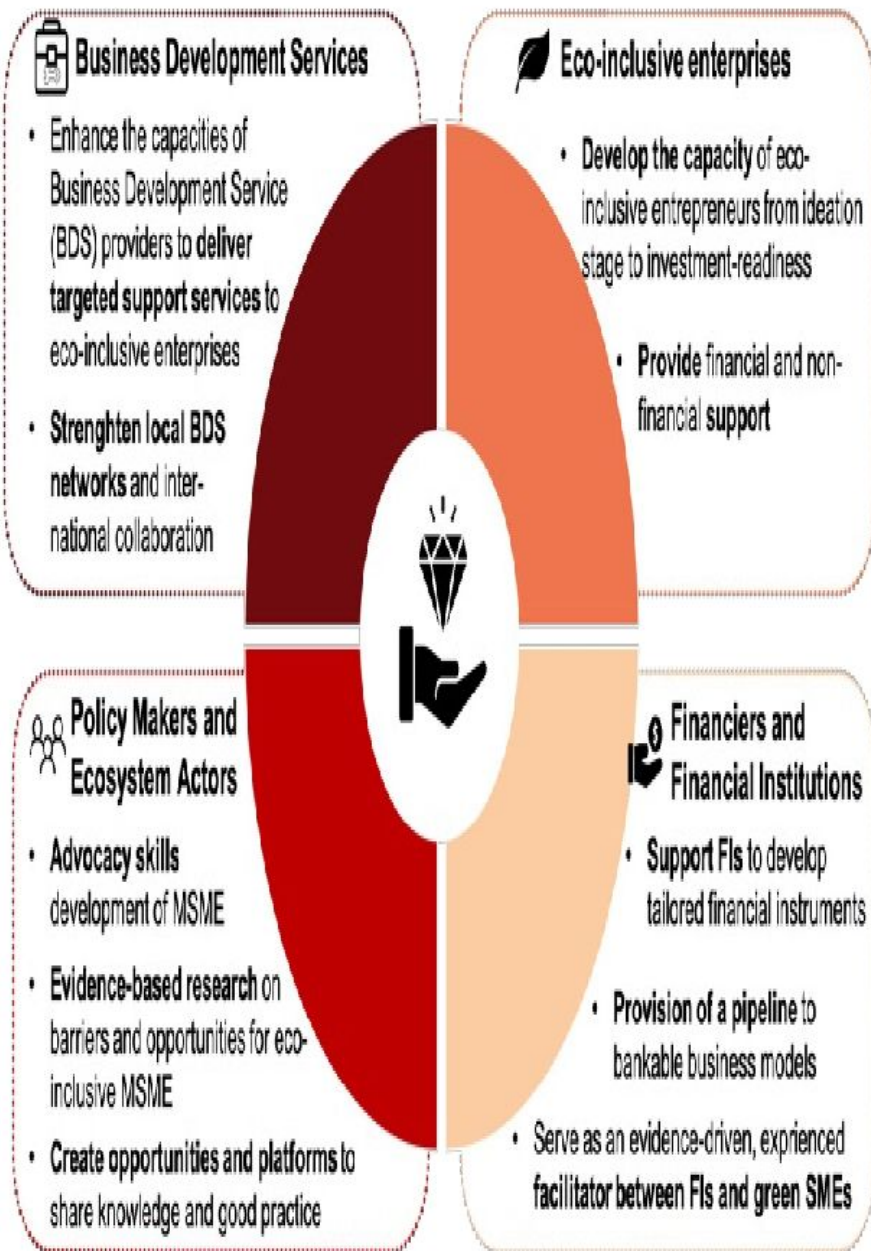 Business Development Services
• Enhance the capacities of
Business Development Service
(BDS) providers to deliver
targeted support services to
eco-inclusive enterprises
• Strenghten local BDS
networks and inter-
national collaboration
Eco-inclusive enterprises
• Develop the capacity of eco-
inclusive entrepreneurs from ideation
stage to investment-readiness
• Provide financial and non-
financial support
Policy Makers and
Ecosystem Actors
• Advocacy skills
development of MSME
• Evidence-based research on
barriers and opportunities for eco-
inclusive MSME
• Create opportunities and platforms to
share knowledge and good practice
$
Financiers and
Financial Institutions
• Support FIs to develop
tailored financial instruments
• Provision of a pipeline to
bankable business models
• Serve as an evidence-driven, exprienced
facilitator between FIs and green SMEs